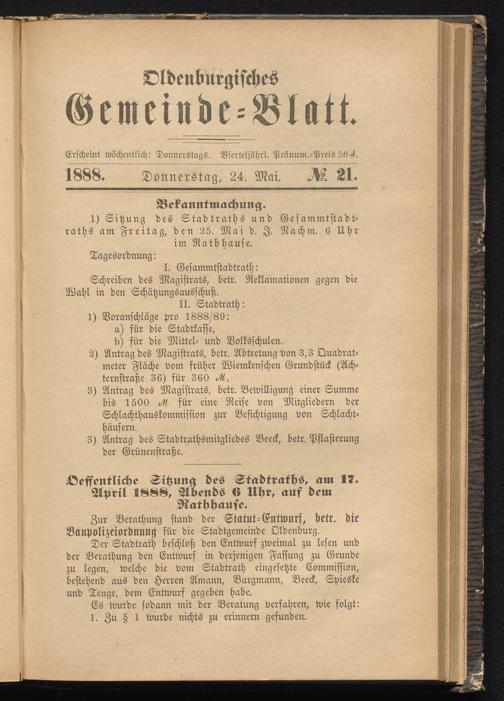 Oldenburgisches
Gemeinde=Blatt.
Erscheint wöchentlich: Donnerstags. Vierteljährl. Pränum.=Preis 50 ₰.
1888. Donnerstag, 24. Mai. № 21.
Bekanntmachung.
1) Sitzung des Stadtraths und Gesammtstadt-
raths am Freitag, den 25. Mai d. J. Nachm. 6 Uhr
im Rathhause.
Tagesordnung:
I. Gesammtstadtrath:
Schreiben des Magistrats, betr. Reklamationen gegen die
Wahl in den Schätzungsausschuß.
II. Stadtrath:
1) Voranschläge pro 1888/89:
a) für die Stadtkasse,
b) für die Mittel- und Volksschulen.
2) Antrag des Magistrats, betr. Abtretung von 3,3 Quadrat-
meter Fläche vom früher Wiemkenschen Grundstück (Ach-
ternstraße 36) für 360 ℳ.
3) Antrag des Magistrats, betr. Bewilligung einer Summe
bis 1500 ℳ für eine Reise von Mitgliedern der
Schlachthauskommission zur Besichtigung von Schlacht-
häusern.
3) Antrag des Stadtrathsmitgliedes Beeck, betr. Pflasterung
der Grünenstraße.
Oeffentliche Sitzung des Stadtraths, am 17.
April 1888, Abends 6 Uhr, auf dem
Rathhause.
Zur Berathung stand der Statut=Entwurf, betr. die
Baupolizeiordnung für die Stadtgemeinde Oldenburg.
Der Stadtrath beschloß den Entwurf zweimal zu lesen und
der Berathung den Entwurf in derjenigen Fassung zu Grunde
zu legen, welche die vom Stadtrath eingesetzte Commission,
bestehend aus den Herren Amann, Bargmann, Beeck, Spieske
und Tenge, dem Entwurf gegeben habe.
Es wurde sodann mit der Beratung verfahren, wie folgt:
1. Zu § 1 wurde nichts zu erinnern gefunden.